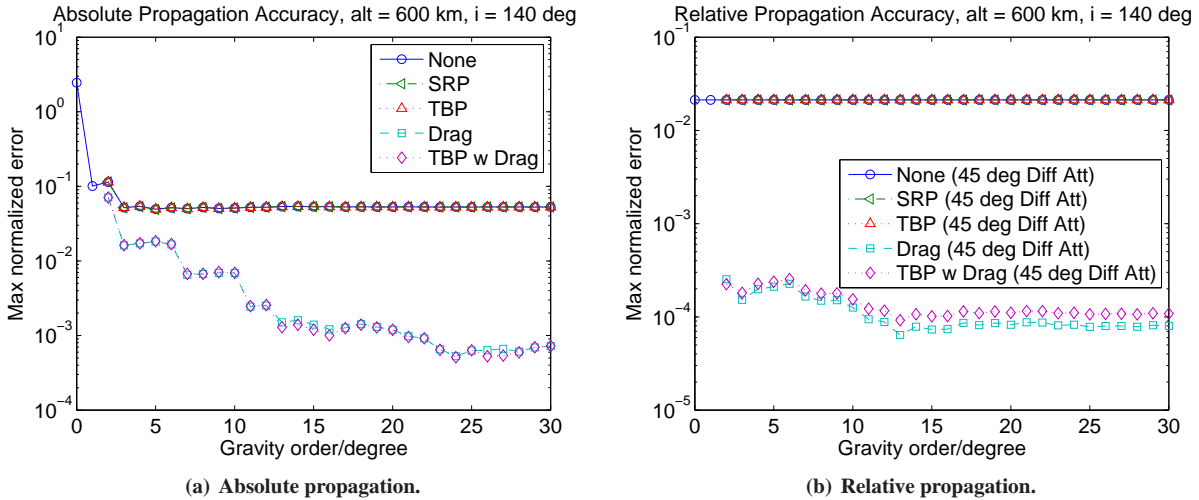 Absolute Propagation Accuracy, alt = 600 km, i = 140 deg
10^1
10^0
10^-1
10^-2
10^-3
10^-4
Max normalized error
None
SRP
TBP
Drag
TBP w Drag
0 5 10 15 20 25 30
Gravity order/degree
(a) Absolute propagation.
Relative Propagation Accuracy, alt = 600 km, i = 140 deg
10^-1
10^-2
10^-3
10^-4
10^-5
Max normalized error
None (45 deg Diff Att)
SRP (45 deg Diff Att)
TBP (45 deg Diff Att)
Drag (45 deg Diff Att)
TBP w Drag (45 deg Diff Att)
0 5 10 15 20 25 30
Gravity order/degree
(b) Relative propagation.